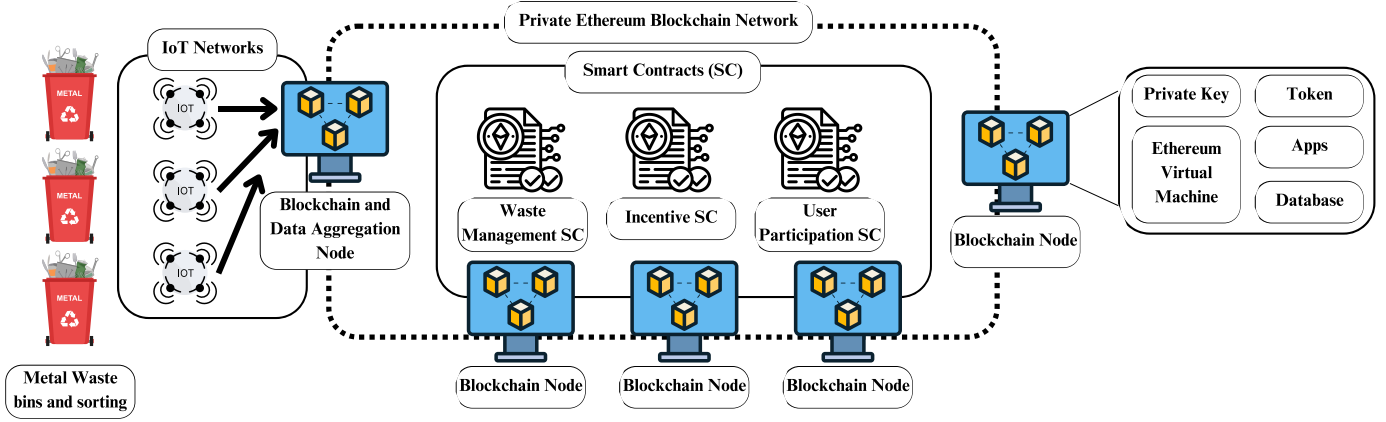 Private Ethereum Blockchain Network
IoT Networks
Smart Contracts (SC)
METAL
METAL
METAL
IOT
IOT
IOT
Metal Waste
bins and sorting
Blockchain and
Data Aggregation
Node
Waste
Management SC
Incentive SC
User
Participation SC
Blockchain Node
Blockchain Node
Blockchain Node
Blockchain Node
Private Key
Token
Ethereum
Virtual
Machine
Apps
Database